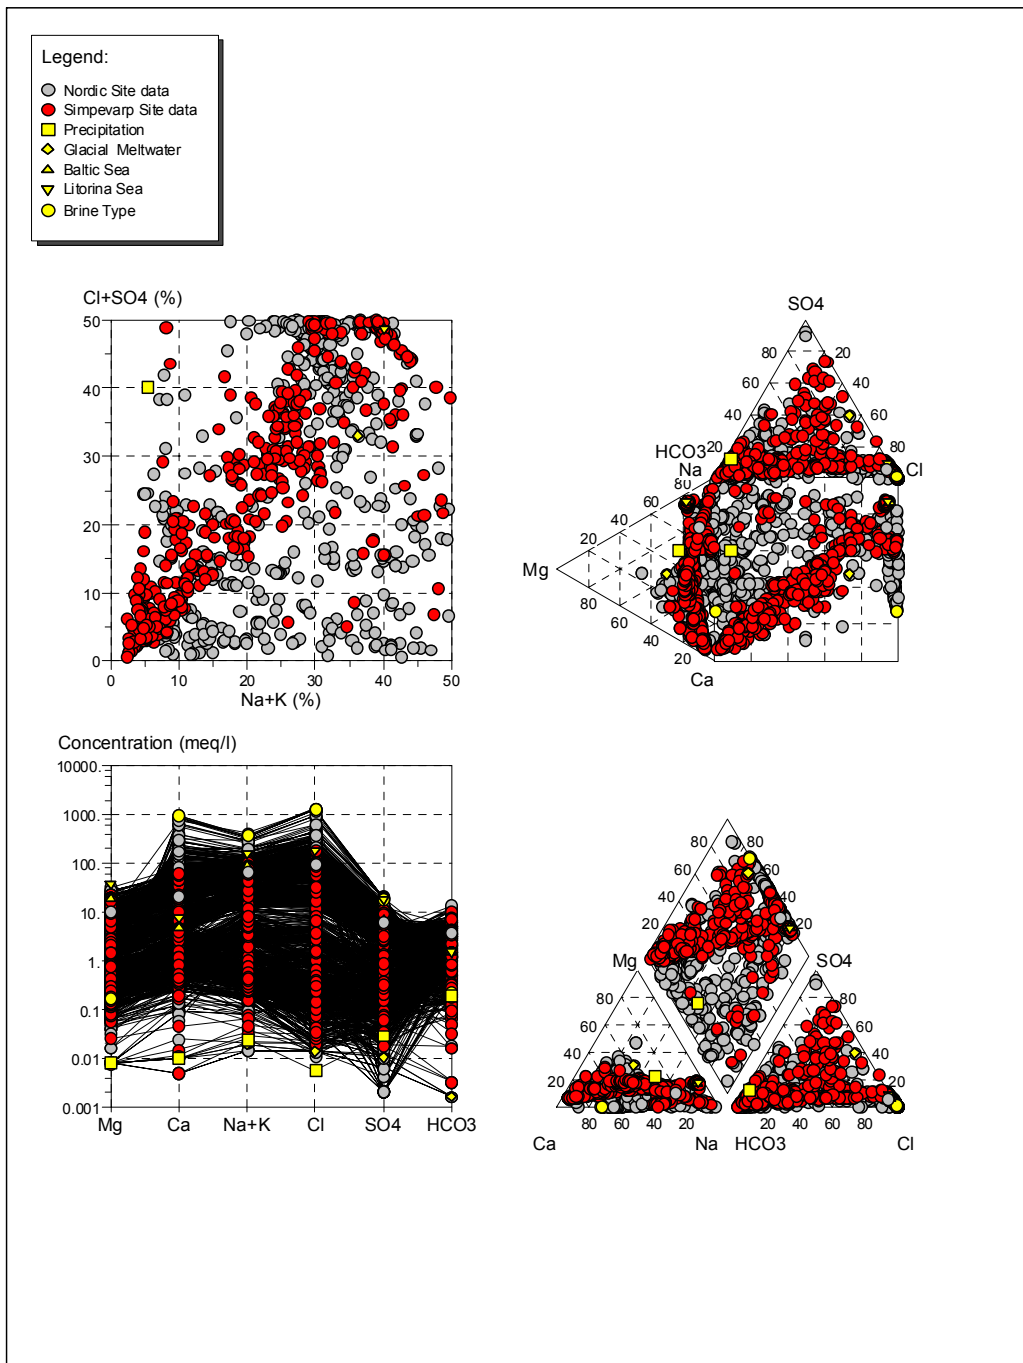 Legend:
Nordic Site data
Simpevarp Site data
Precipitation
Glacial Meltwater
Baltic Sea
Litorina Sea
Brine Type
Cl+SO4 (%)
50
40
30
20
10
0
0 10 20 30 40 50
Na+K (%)
SO4
80 20
60 40
40 60
20 80
HCO3
Na
Cl
80
60
40
20
Mg
80
60
40
20
Ca
Concentration (meq/l)
10000.
1000.
100.
10.
1.
0.1
0.01
0.001
Mg Ca Na+K Cl SO4 HCO3
80 80
60 60
40 40
20 20
Mg SO4
80 80
60 60
40 40
20 20
80 60 40 20 20 40 60 80
Ca Na HCO3 Cl